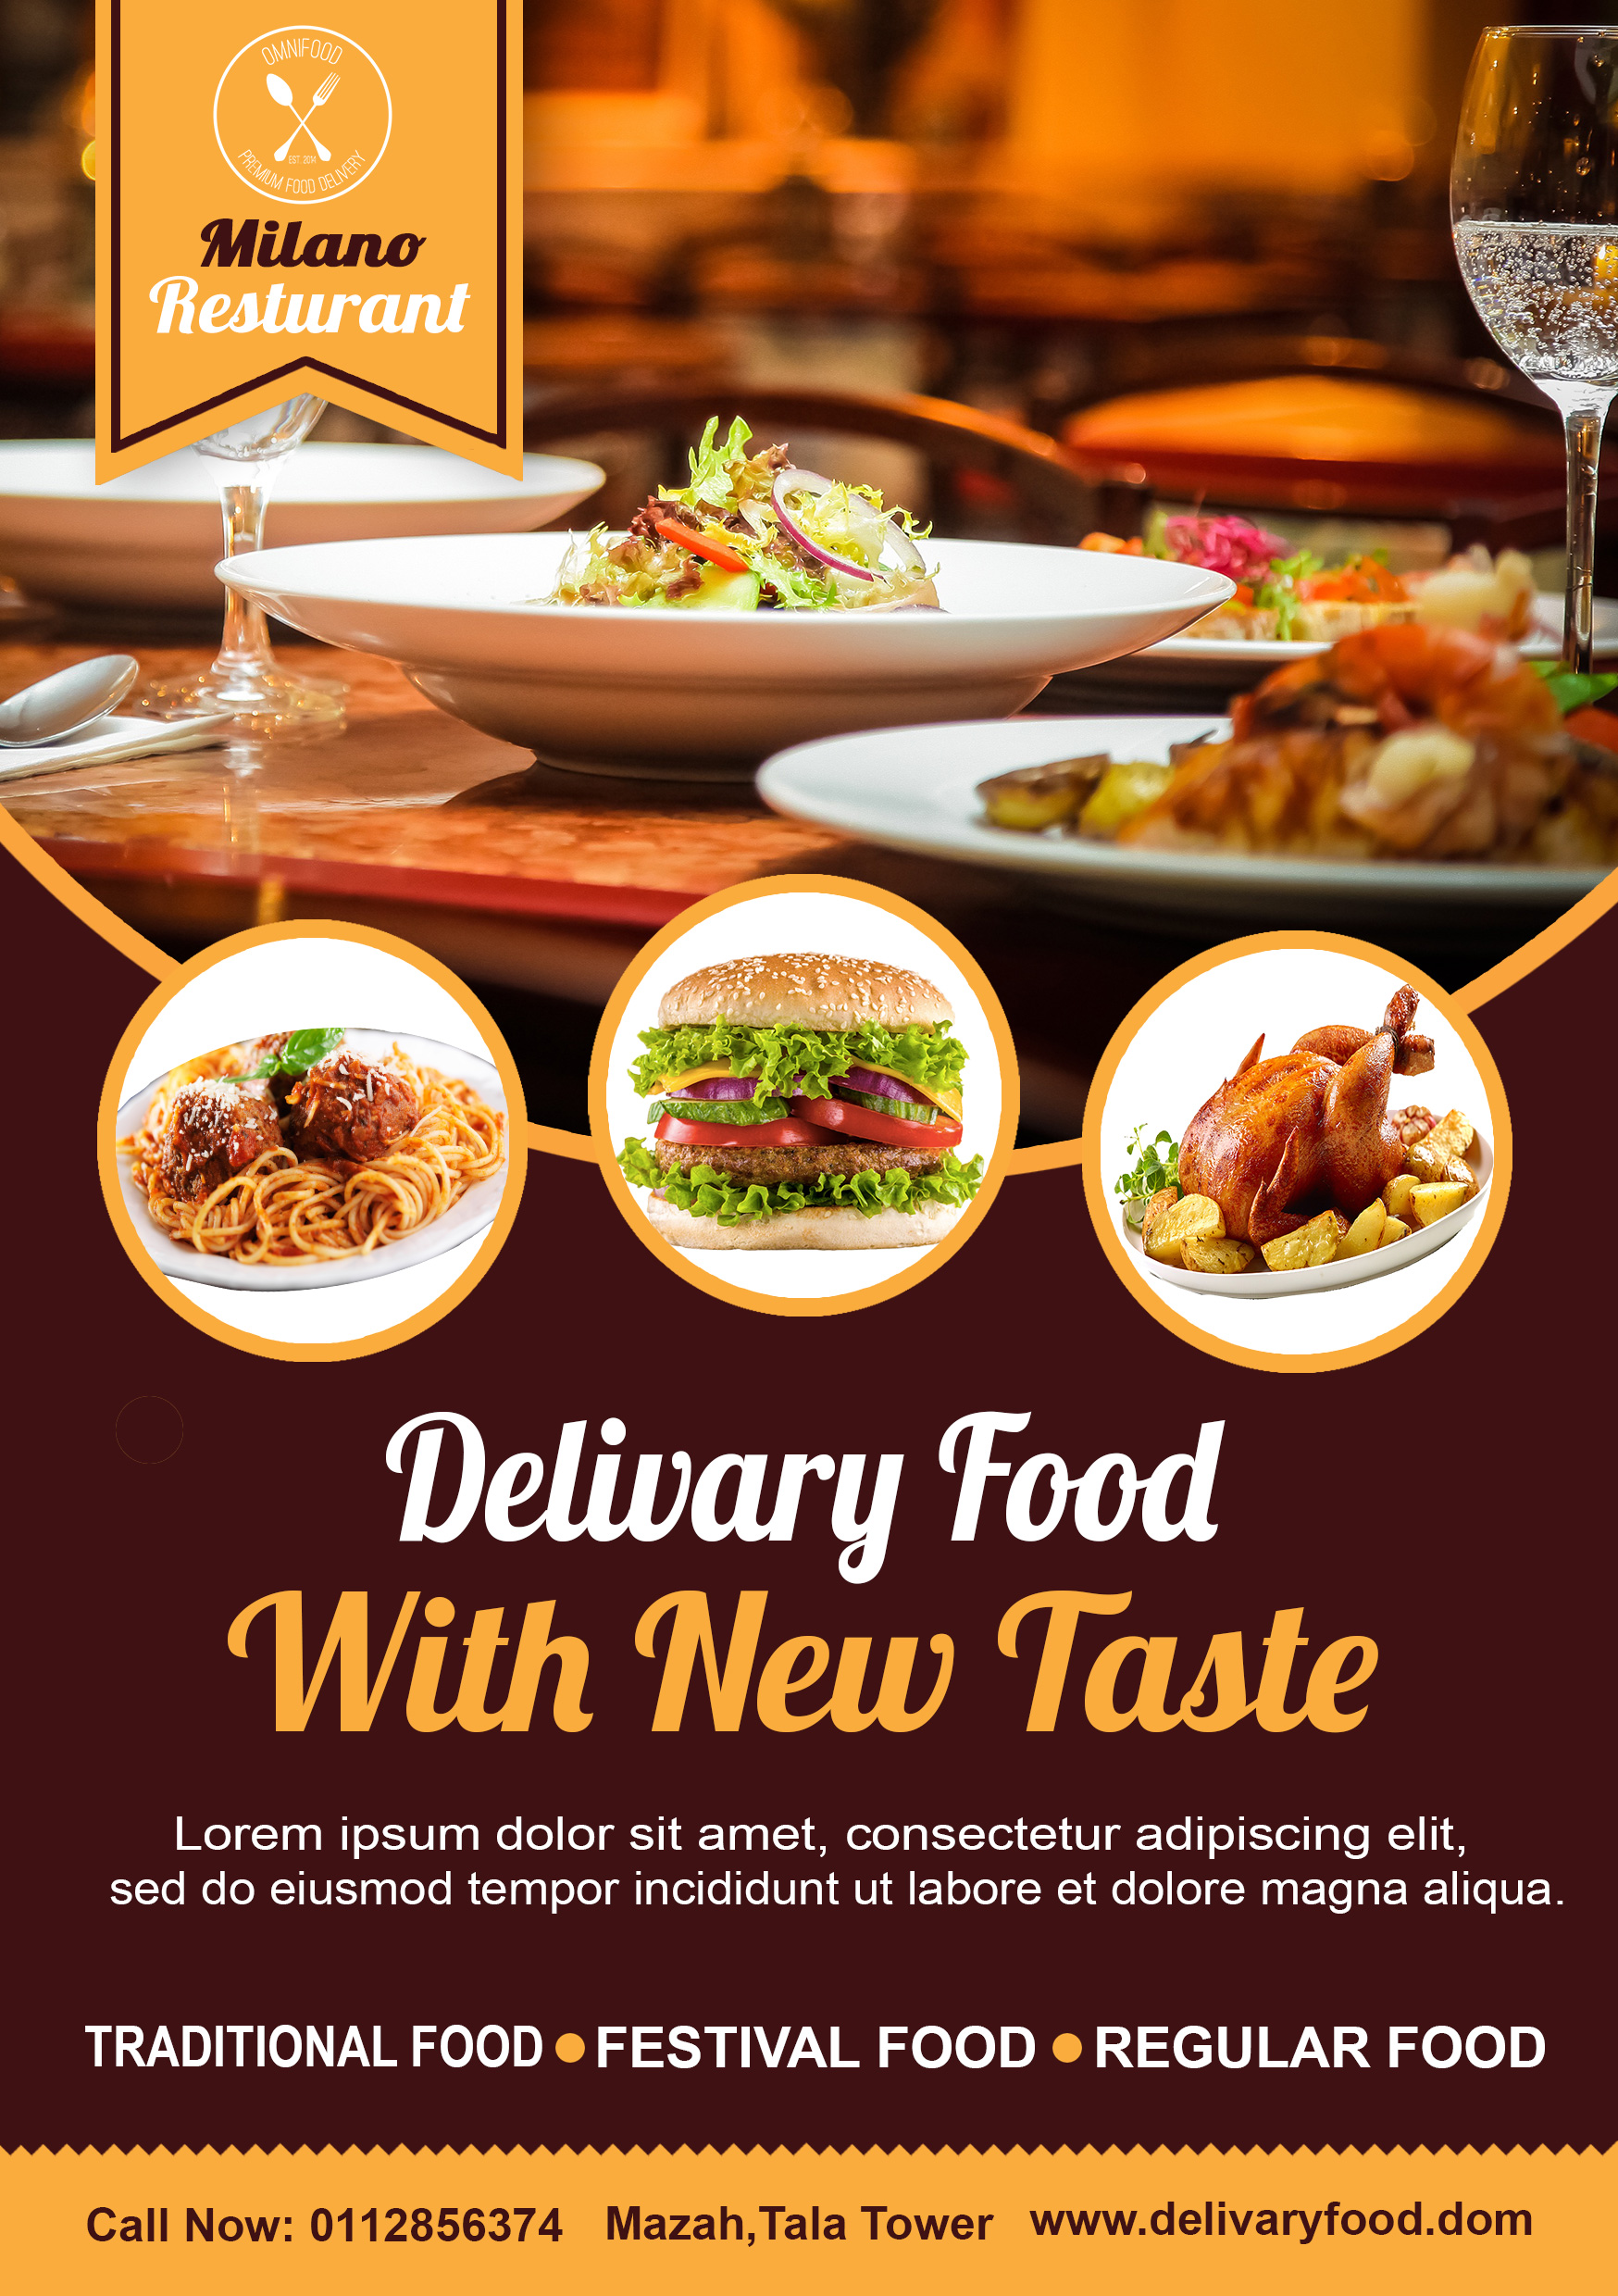 OMNIFOOD
EST. 2014
PREMIUM FOOD DELIVERY
Milano
Resturant
Delivary Food
With New Taste
Lorem ipsum dolor sit amet, consectetur adipiscing elit,
sed do eiusmod tempor incididunt ut labore et dolore magna aliqua.
TRADITIONAL FOOD ● FESTIVAL FOOD ● REGULAR FOOD
Call Now: 0112856374 Mazah,Tala Tower www.delivaryfood.dom